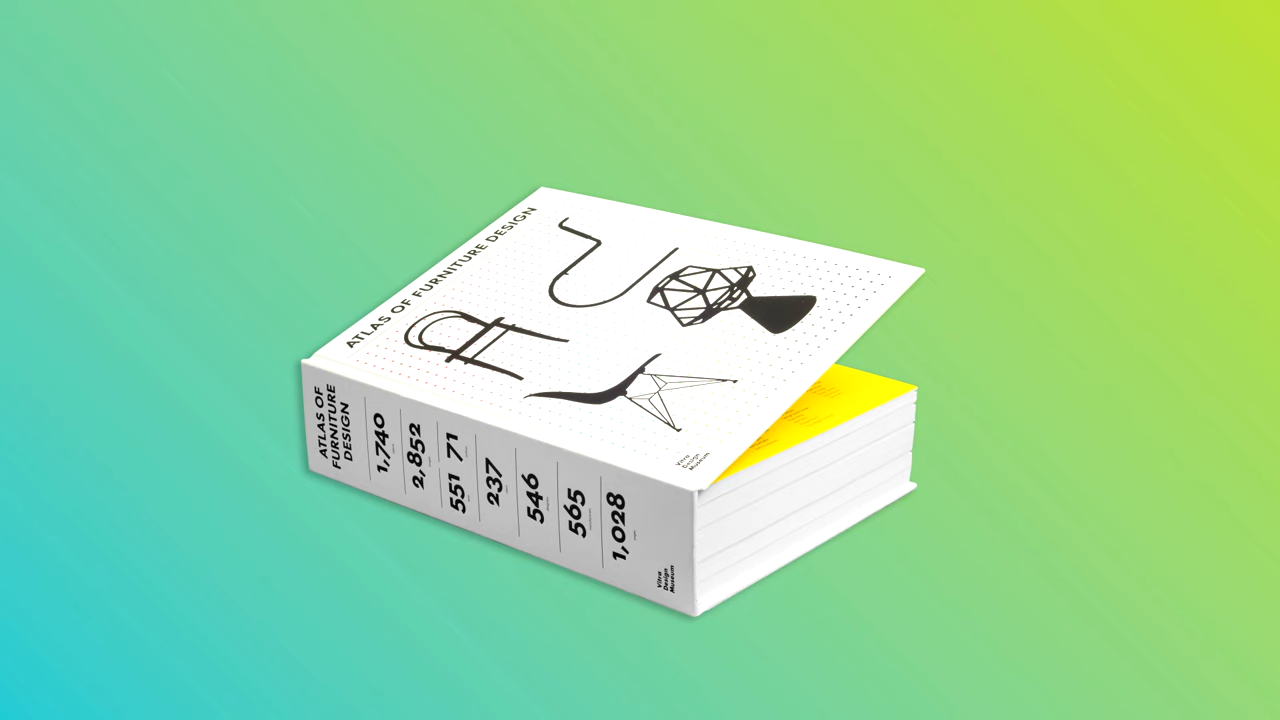 ATLAS OF FURNITURE DESIGN
Vitra
Design
Museum
ATLAS OF
FURNITURE
DESIGN
1,740
2,852
551 71
237
546
565
1,028
Vitra
Design
Museum